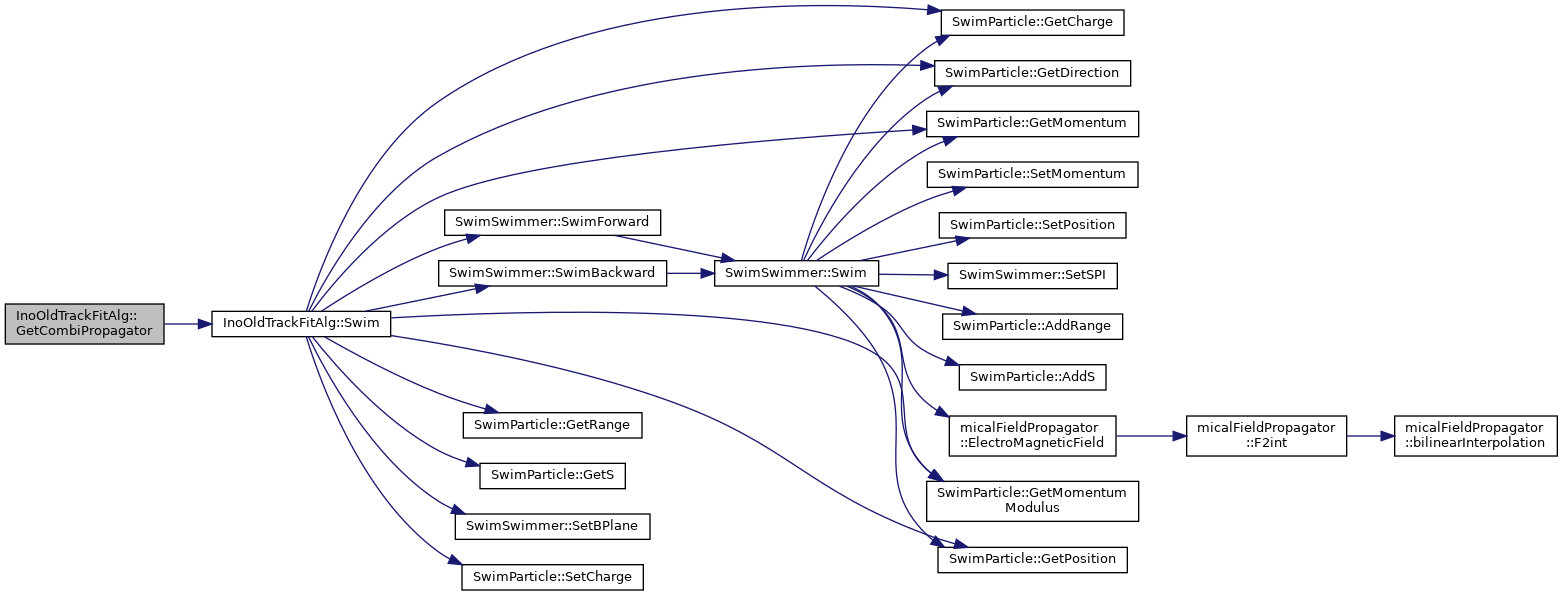 InoOldTrackFitAlg::
GetCombiPropagator
InoOldTrackFitAlg::Swim
SwimSwimmer::SwimForward
SwimSwimmer::SwimBackward
SwimParticle::GetRange
SwimParticle::GetS
SwimSwimmer::SetBPlane
SwimParticle::SetCharge
SwimSwimmer::Swim
SwimParticle::GetCharge
SwimParticle::GetDirection
SwimParticle::GetMomentum
SwimParticle::SetMomentum
SwimParticle::SetPosition
SwimSwimmer::SetSPI
SwimParticle::AddRange
SwimParticle::AddS
micalFieldPropagator
::ElectroMagneticField
SwimParticle::GetMomentum
Modulus
SwimParticle::GetPosition
micalFieldPropagator
::F2int
micalFieldPropagator
::bilinearInterpolation